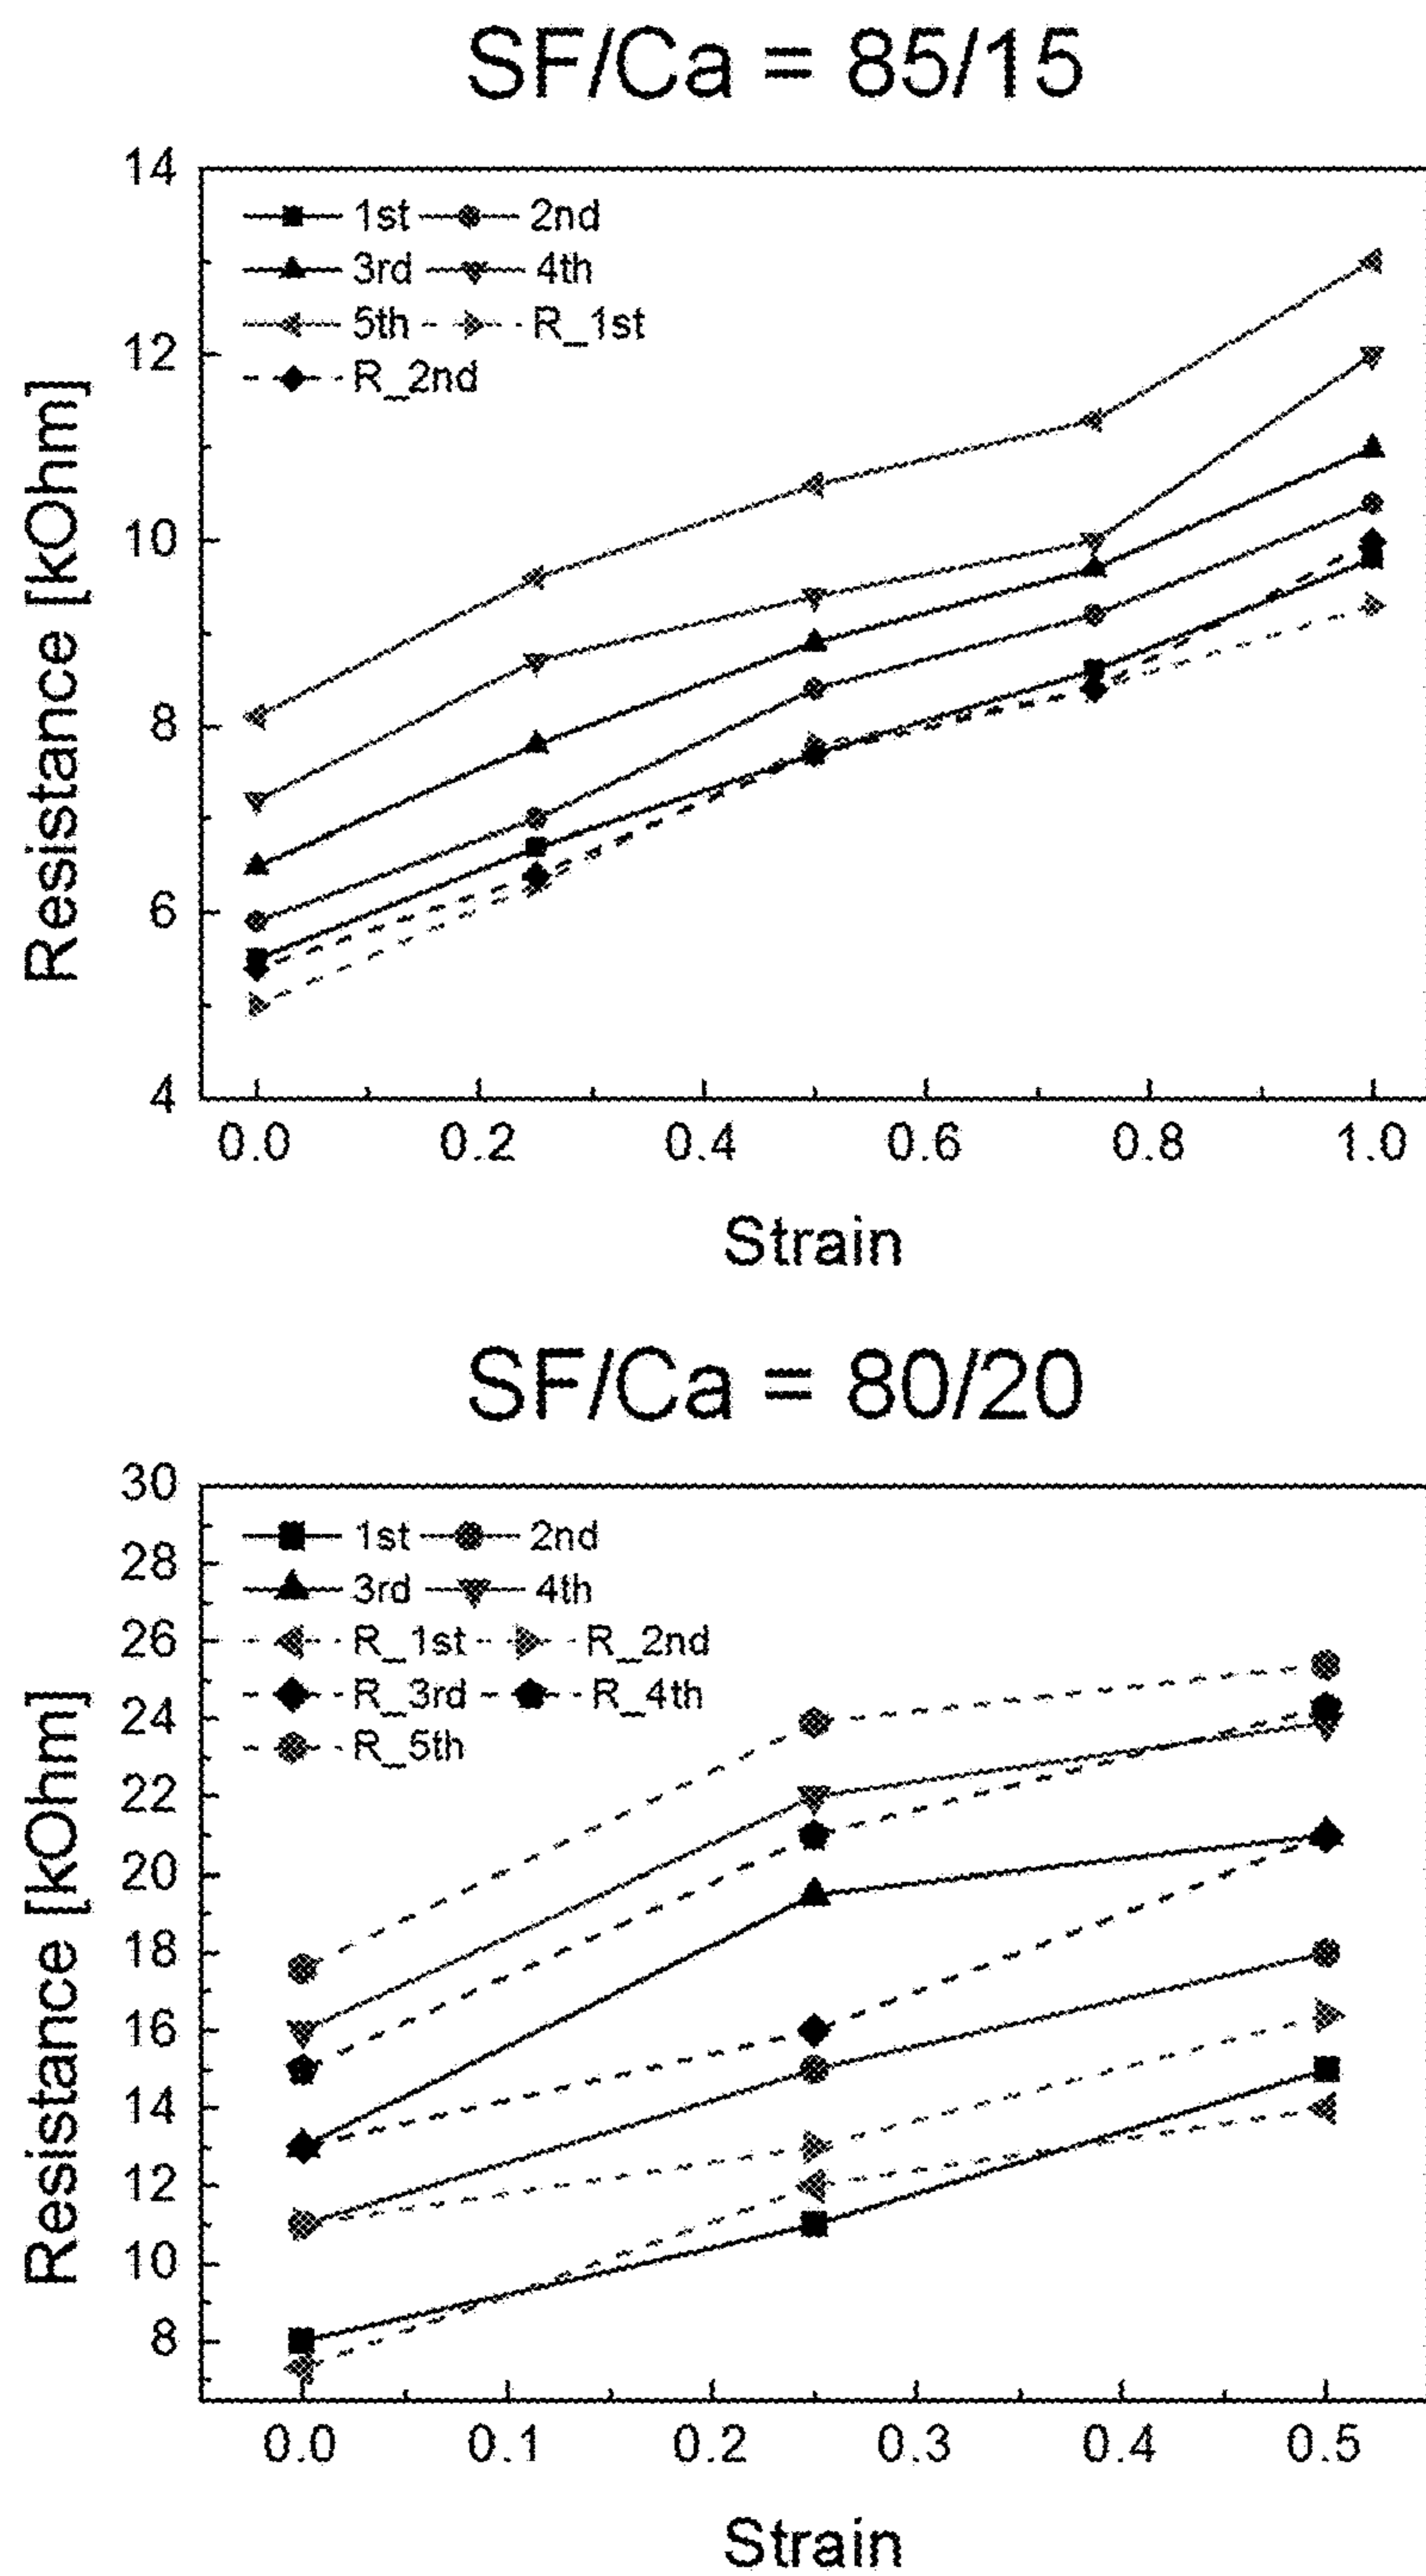 SF/Ca = 85/15
14
12
10
8
6
4
Resistance [kOhm]
1st 2nd
3rd 4th
5th R_1st
R_2nd
0.0 0.2 0.4 0.6 0.8 1.0
Strain
SF/Ca = 80/20
30
28
26
24
22
20
18
16
14
12
10
8
Resistance [kOhm]
1st 2nd
3rd 4th
R_1st R_2nd
R_3rd R_4th
R_5th
0.0 0.1 0.2 0.3 0.4 0.5
Strain